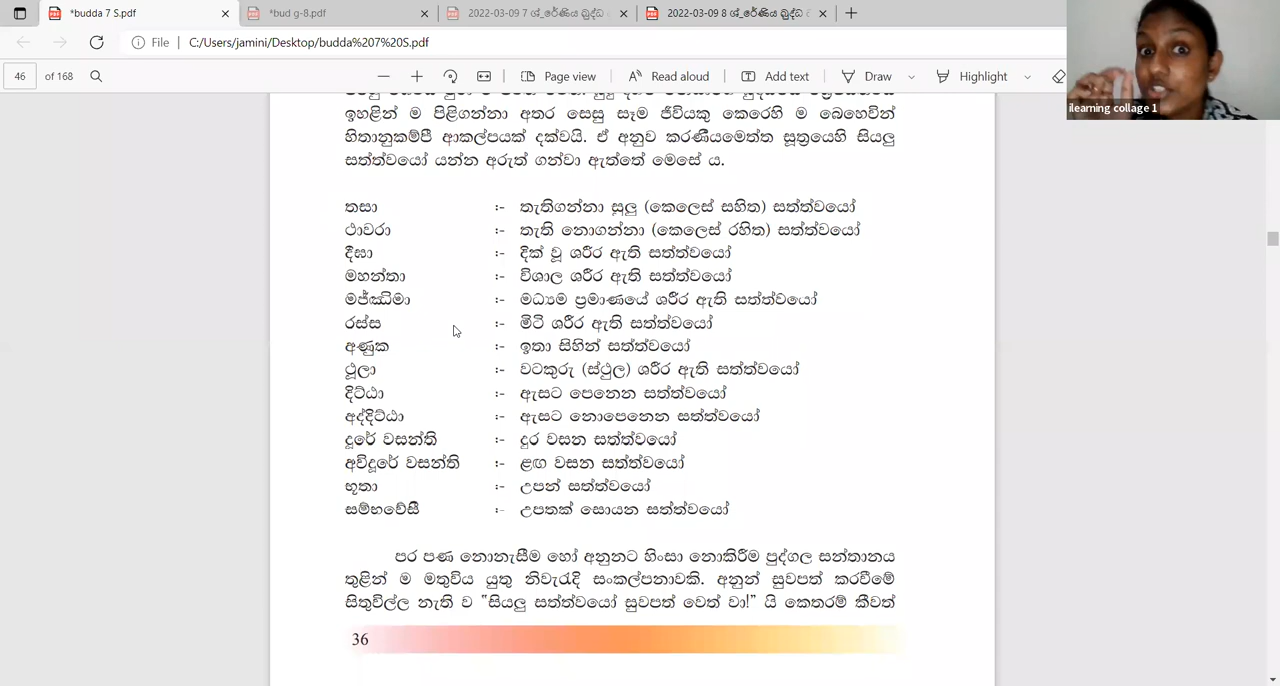 *budda 7 S.pdf
*bud g-8.pdf
2022-03-09 7 ශ්_රේණිය බුද්ධ
2022-03-09 8 ශ්_රේණිය බුද්ධ
File C:/Users/jamini/Desktop/budda%207%20S.pdf
46 of 168 Page view Read aloud Add text Draw Highlight
ilearning collage 1
ඉහළින් ම පිළිගන්නා අතර සෙසු සෑම ජීවියකු කෙරෙහි ම බෙහෙවින්
හිතානුකම්පී ආකල්පයක් දක්වයි. ඒ අනුව කරණීයමෙත්ත සූත්‍රයෙහි සියලු
සත්ත්වයෝ යන්න අරුත් ගන්වා ඇත්තේ මෙසේ ය.
තසා :- තැතිගන්නා සුලු (කෙලෙස් සහිත) සත්ත්වයෝ
ථාවරා :- තැති නොගන්නා (කෙලෙස් රහිත) සත්ත්වයෝ
දීඝා :- දික් වූ ශරීර ඇති සත්ත්වයෝ
මහන්තා :- විශාල ශරීර ඇති සත්ත්වයෝ
මජ්ඣිමා :- මධ්‍යම ප්‍රමාණයේ ශරීර ඇති සත්ත්වයෝ
රස්ස :- මිටි ශරීර ඇති සත්ත්වයෝ
අණුක :- ඉතා සිහින් සත්ත්වයෝ
ථූලා :- වටකුරු (ස්ථුල) ශරීර ඇති සත්ත්වයෝ
දිට්ඨා :- ඇසට පෙනෙන සත්ත්වයෝ
අද්දිට්ඨා :- ඇසට නොපෙනෙන සත්ත්වයෝ
දූරේ වසන්ති :- දුර වසන සත්ත්වයෝ
අවිදූරේ වසන්ති :- ළඟ වසන සත්ත්වයෝ
භූතා :- උපන් සත්ත්වයෝ
සම්භවේසී :- උපතක් සොයන සත්ත්වයෝ
පර පණ නොනැසීම හෝ අනුනට හිංසා නොකිරීම පුද්ගල සන්තානය
තුළින් ම මතුවිය යුතු නිවැරැදි සංකල්පනාවකි. අනුන් සුවපත් කරවීමේ
සිතුවිල්ල නැති ව "සියලු සත්ත්වයෝ සුවපත් වෙත් වා!" යි කෙතරම් කීවත්
36